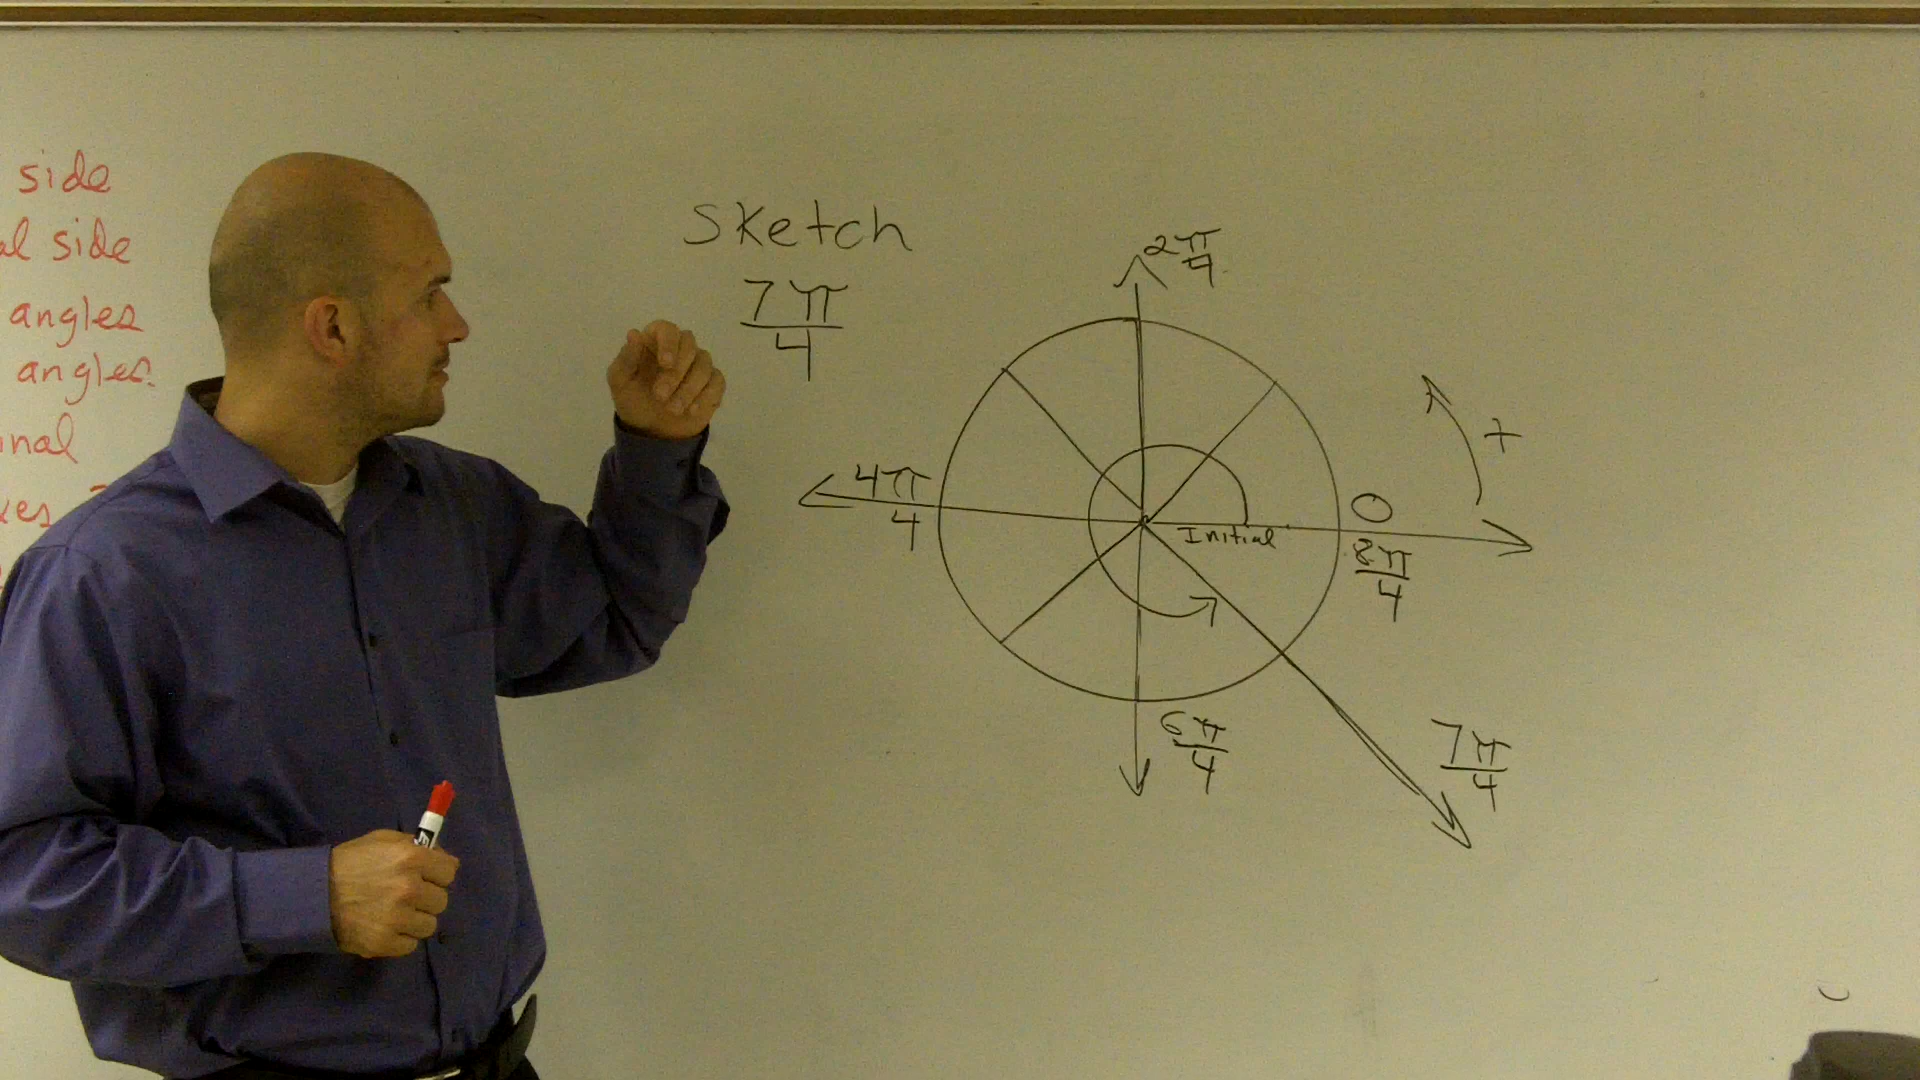 side
al side
angles
angles
inal
xes
Sketch
7π
4
2π
4
4π
4
0
8π
4
Initial
+
6π
4
7π
4